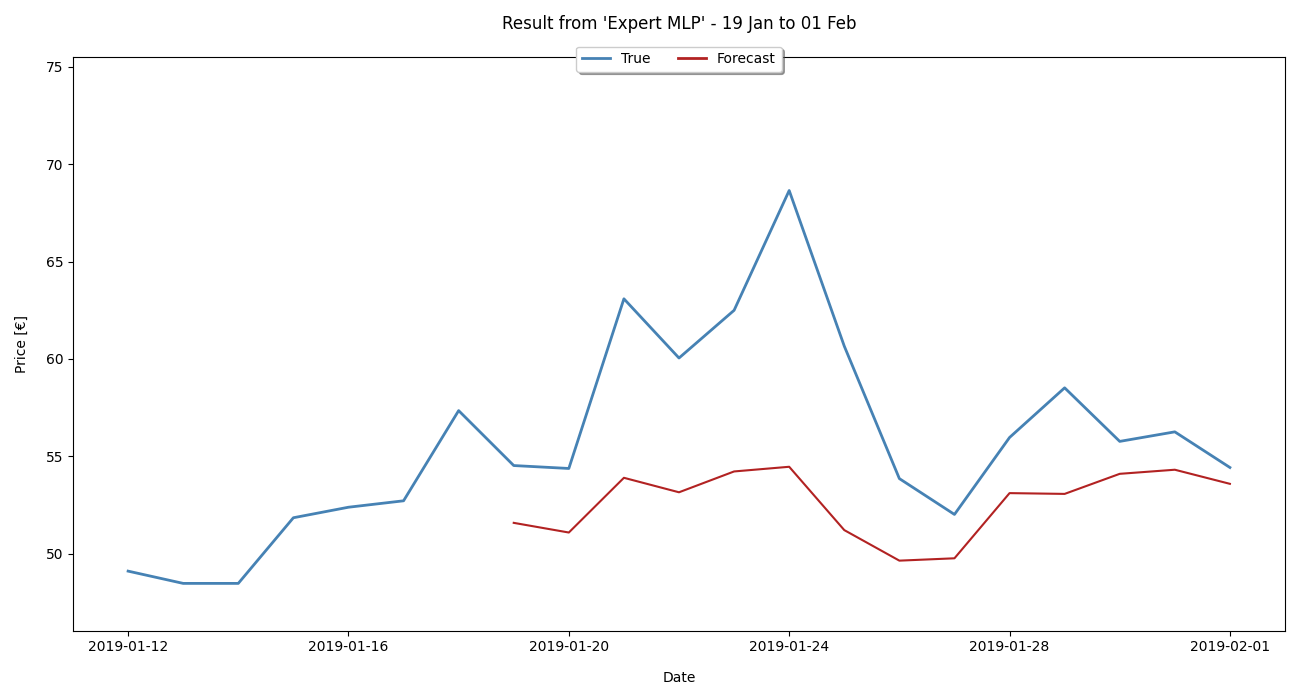 Result from 'Expert MLP' - 19 Jan to 01 Feb
True Forecast
75
70
65
60
55
50
Price [€]
2019-01-12 2019-01-16 2019-01-20 2019-01-24 2019-01-28 2019-02-01
Date